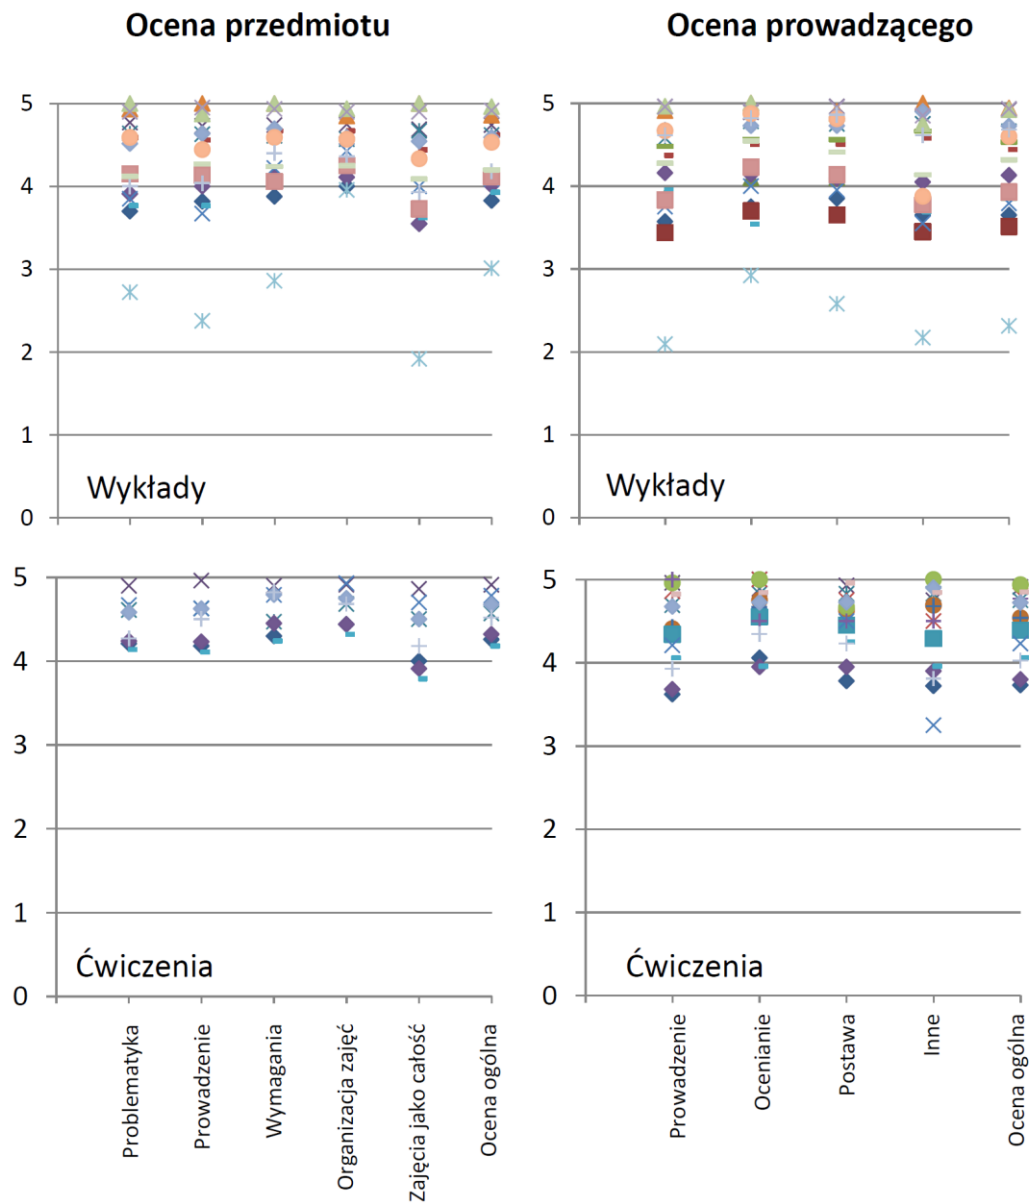 Ocena przedmiotu
Ocena prowadzącego
5
4
3
2
1
0
Wykłady
5
4
3
2
1
0
Wykłady
5
4
3
2
1
0
Ćwiczenia
Problematyka
Prowadzenie
Wymagania
Organizacja zajęć
Zajęcia jako całość
Ocena ogólna
5
4
3
2
1
0
Ćwiczenia
Prowadzenie
Ocenianie
Postawa
Inne
Ocena ogólna